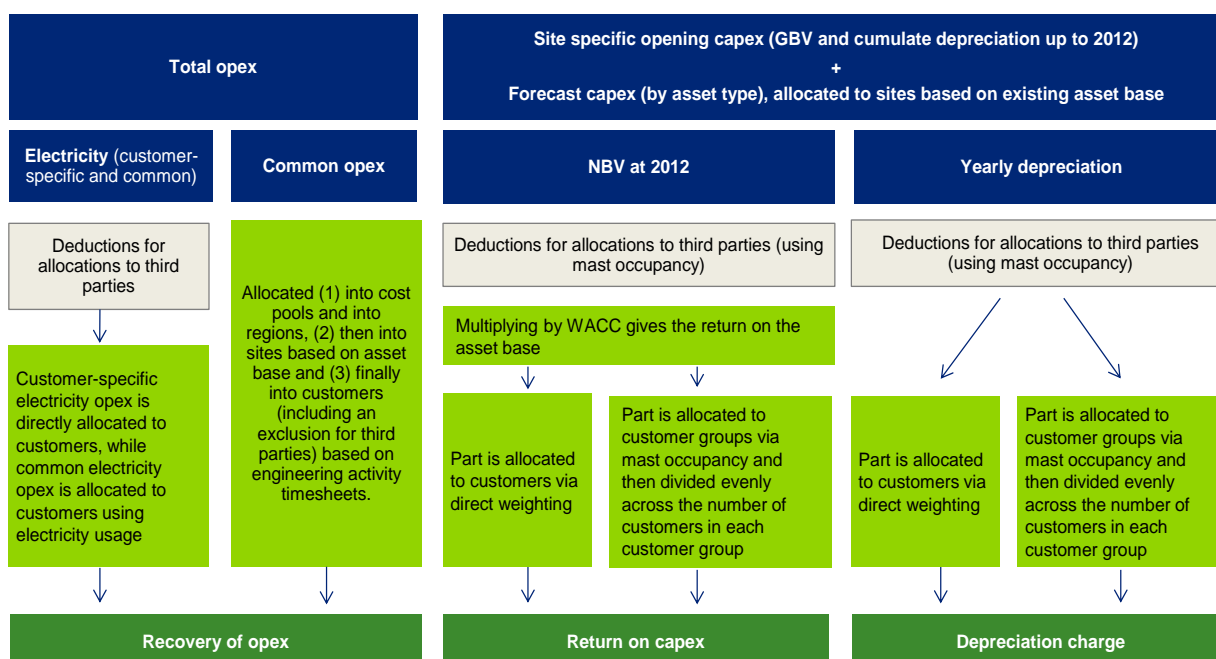 Total opex
Site specific opening capex (GBV and cumulate depreciation up to 2012)
+
Forecast capex (by asset type), allocated to sites based on existing asset base
Electricity (customer-
specific and common)
Common opex
NBV at 2012
Yearly depreciation
Deductions for
allocations to third
parties
Customer-specific
electricity opex is
directly allocated to
customers, while
common electricity
opex is allocated to
customers using
electricity usage
Allocated (1) into cost
pools and into
regions, (2) then into
sites based on asset
base and (3) finally
into customers
(including an
exclusion for third
parties) based on
engineering activity
timesheets.
Deductions for allocations to third parties (using
mast occupancy)
Multiplying by WACC gives the return on the
asset base
Part is allocated
to customers via
direct weighting
Part is allocated to
customer groups via
mast occupancy and
then divided evenly
across the number of
customers in each
customer group
Deductions for allocations to third parties
(using mast occupancy)
Part is allocated
to customers via
direct weighting
Part is allocated to
customer groups via
mast occupancy and
then divided evenly
across the number of
customers in each
customer group
Recovery of opex
Return on capex
Depreciation charge